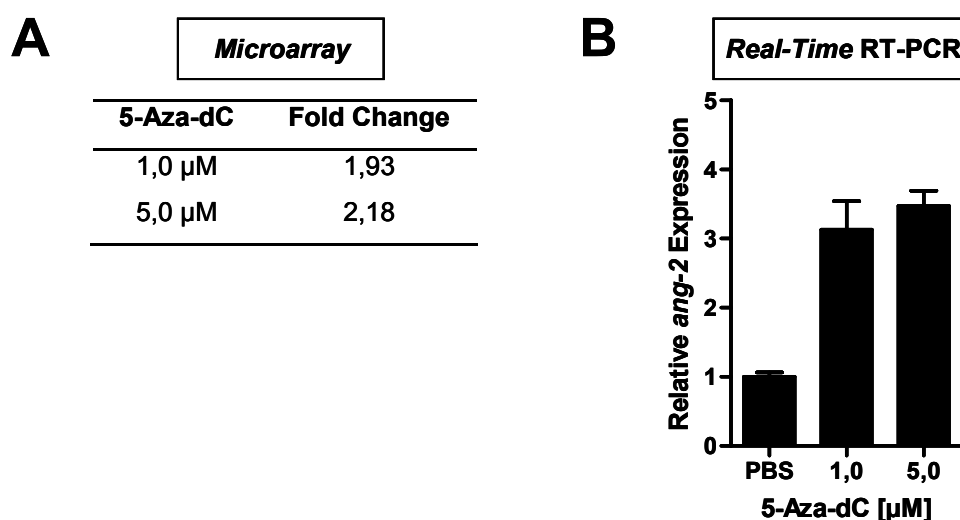 A
Microarray
5-Aza-dC Fold Change
1,0 µM 1,93
5,0 µM 2,18
B
Real-Time RT-PCR
Relative ang-2 Expression
5
4
3
2
1
0
PBS 1,0 5,0
5-Aza-dC [µM]